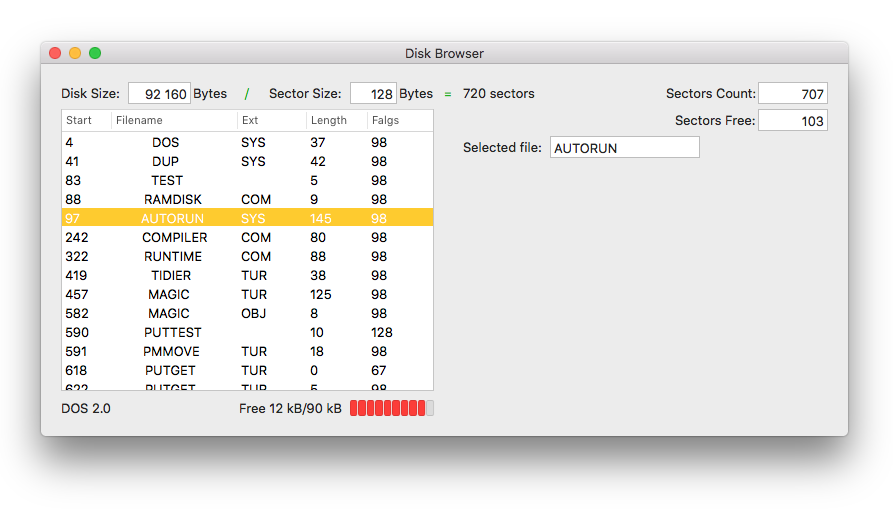 Disk Browser
Disk Size: 92 160 Bytes / Sector Size: 128 Bytes = 720 sectors Sectors Count: 707
Sectors Free: 103
Selected file: AUTORUN
Start Filename Ext Length Falgs
4 DOS SYS 37 98
41 DUP SYS 42 98
83 TEST 5 98
88 RAMDISK COM 9 98
97 AUTORUN SYS 145 98
242 COMPILER COM 80 98
322 RUNTIME COM 88 98
419 TIDIER TUR 38 98
457 MAGIC TUR 125 98
582 MAGIC OBJ 8 98
590 PUTTEST 10 128
591 PMMOVE TUR 18 98
618 PUTGET TUR 0 67
622 PUTGET TUR 5 98
DOS 2.0 Free 12 kB/90 kB